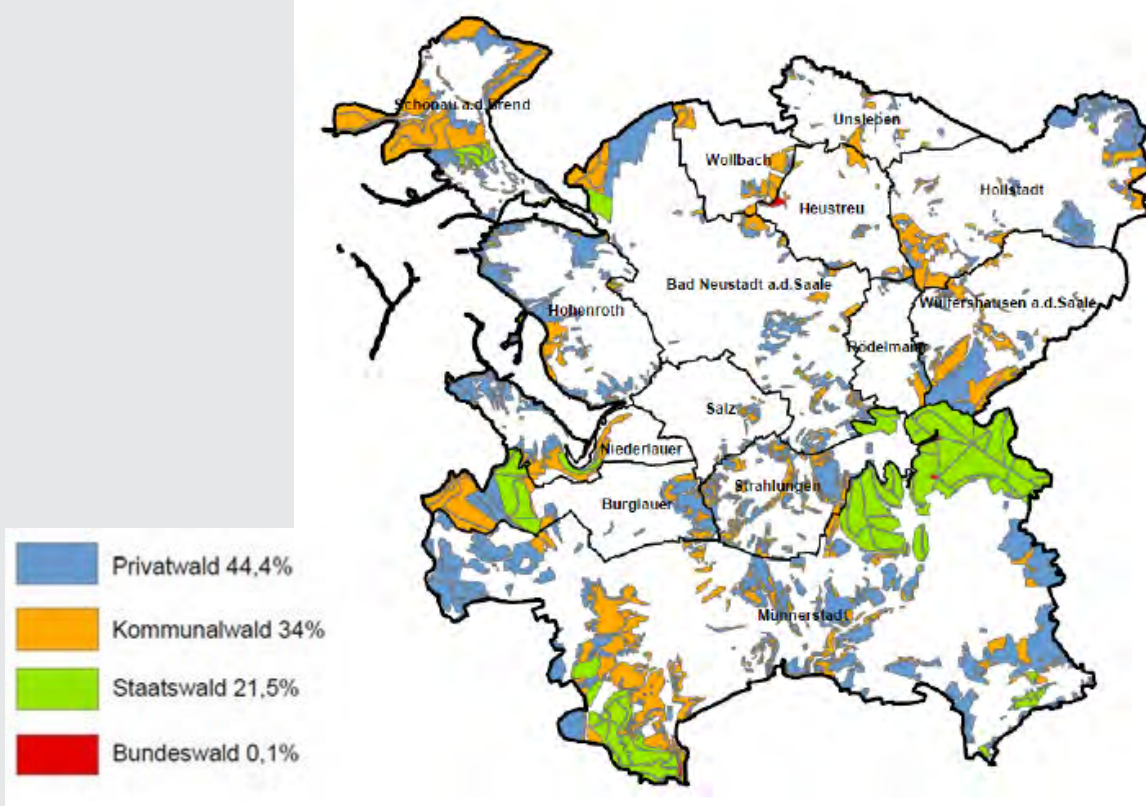 Schönau a.d.Brend
Unsleben
Wollbach
Hollstadt
Heustreu
Bad Neustadt a.d.Saale
Wülfershausen a.d.Saale
Hohenroth
Rödelmaier
Salz
Niederlauer
Strahlungen
Burglauer
Münnerstadt
Privatwald 44,4%
Kommunalwald 34%
Staatswald 21,5%
Bundeswald 0,1%